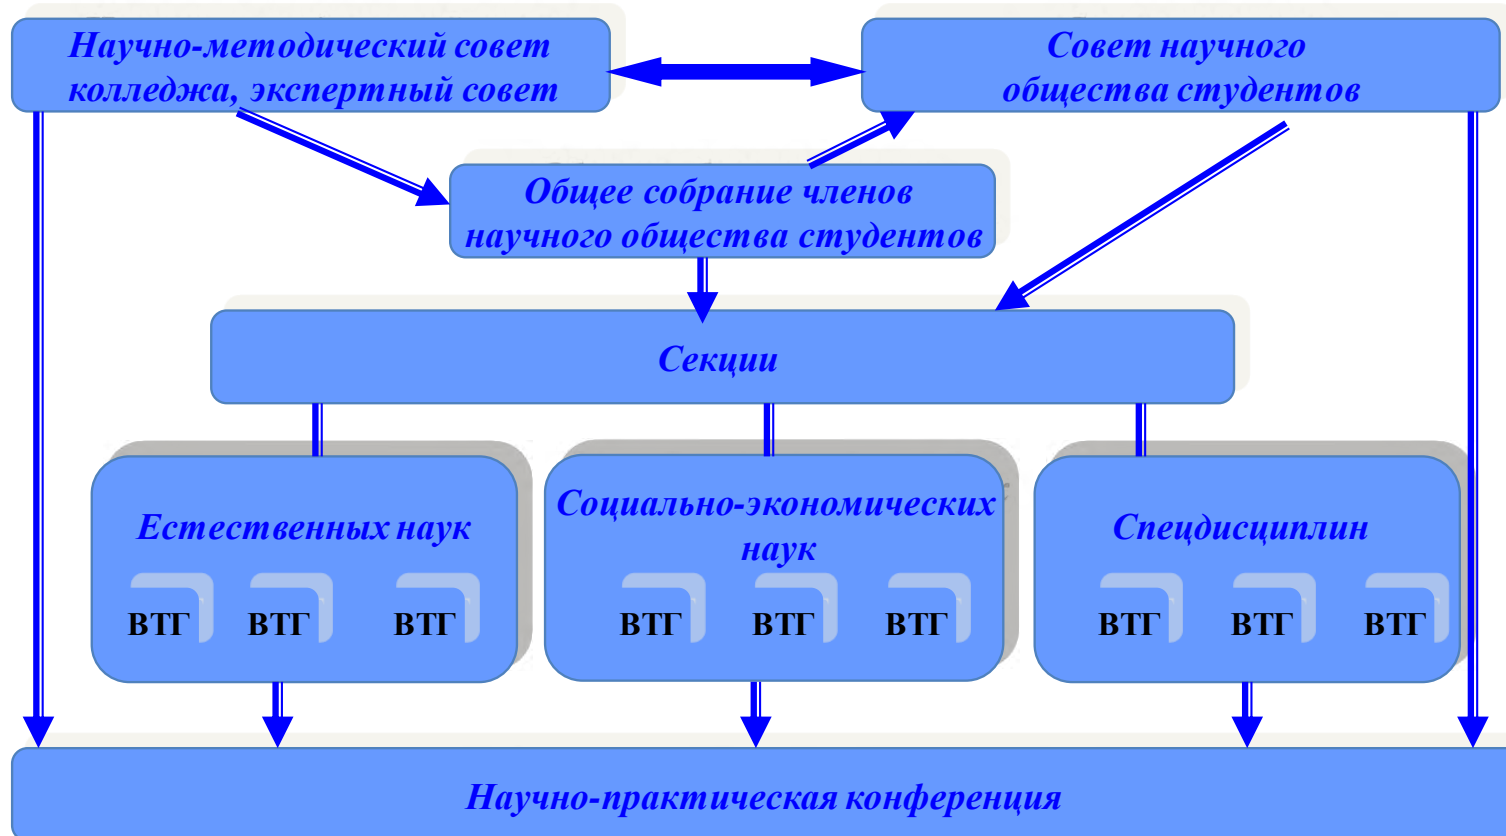 Научно-методический совет
колледжа, экспертный совет
Совет научного
общества студентов
Общее собрание членов
научного общества студентов
Секции
Естественных наук
ВТГ ВТГ ВТГ
Социально-экономических
наук
ВТГ ВТГ ВТГ
Спецдисциплин
ВТГ ВТГ ВТГ
Научно-практическая конференция